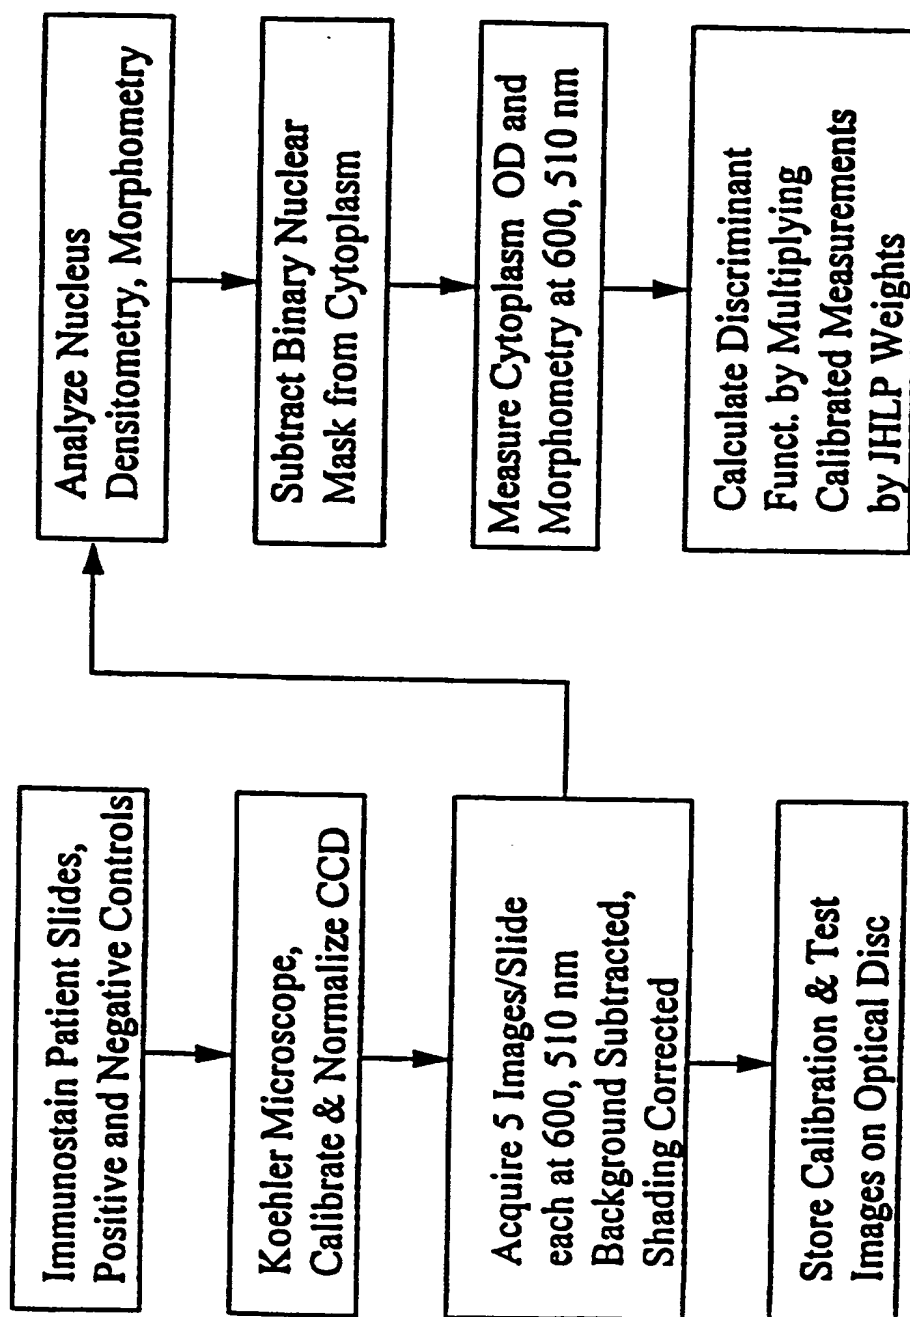 Immunostain Patient Slides,
Positive and Negative Controls
Koehler Microscope,
Calibrate & Normalize CCD
Acquire 5 Images/Slide
each at 600, 510 nm
Background Subtracted,
Shading Corrected
Store Calibration & Test
Images on Optical Disc
Analyze Nucleus
Densitometry, Morphometry
Subtract Binary Nuclear
Mask from Cytoplasm
Measure Cytoplasm OD and
Morphometry at 600, 510 nm
Calculate Discriminant
Funct. by Multiplying
Calibrated Measurements
by JHLP Weights